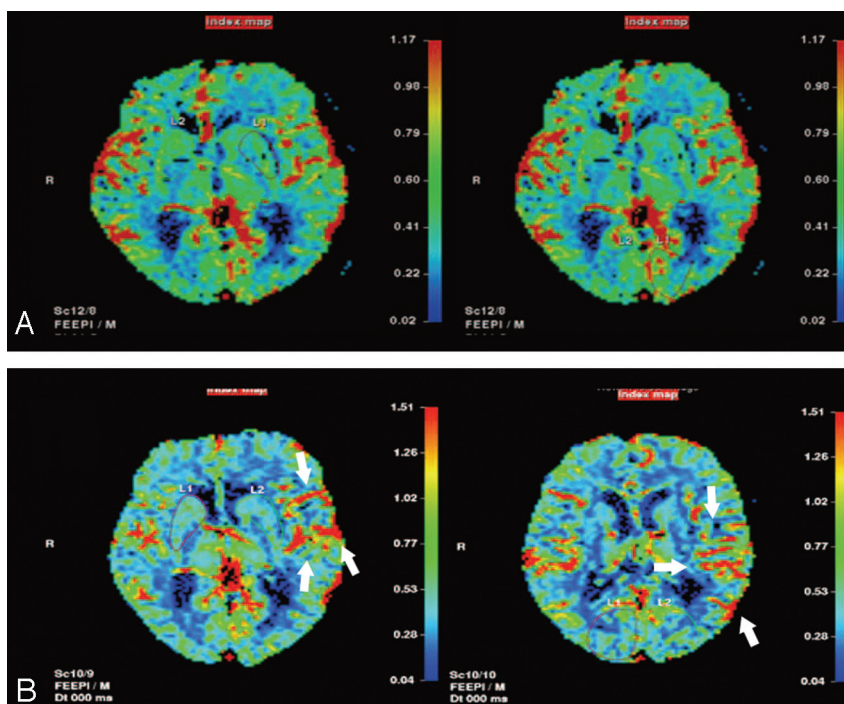 Index map
1.17
0.98
0.79
0.60
0.41
0.22
0.02
L2
L1
R
Sc12/8
FEEPI / M
A
Index map
1.17
0.98
0.79
0.60
0.41
0.22
0.02
R
L2
L1
Sc12/8
FEEPI / M
Index map
1.51
1.26
1.02
0.77
0.53
0.28
0.04
L1
L2
R
Sc10/9
FEEPI / M
Dt 000 ms
B
Index map
1.51
1.26
1.02
0.77
0.53
0.28
0.04
R
L1
L2
Sc10/10
FEEPI / M
Dt 000 ms